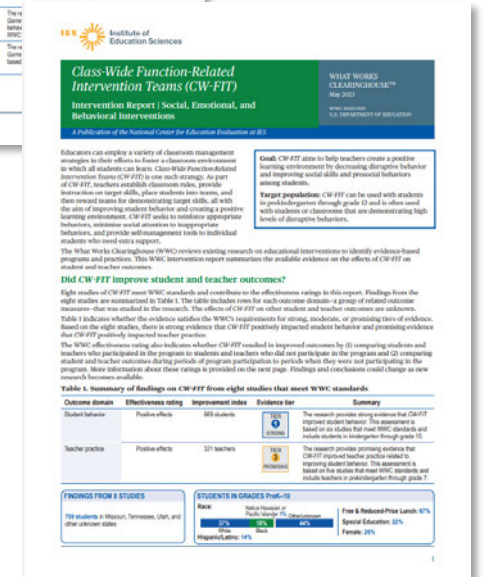 The re
Game
behav
WWC
The re
Game
based
IES
Institute of
Education Sciences
Class-Wide Function-Related
Intervention Teams (CW-FIT)
Intervention Report | Social, Emotional, and
Behavioral Interventions
WHAT WORKS
CLEARINGHOUSE™
May 2023
U.S. DEPARTMENT OF EDUCATION
A Publication of the National Center for Education Evaluation at IES
Educators can employ a variety of classroom management
strategies in their efforts to foster a classroom environment
in which all students can learn. Class-Wide Function-Related
Intervention Teams (CW-FIT) is one such strategy. As part
of CW-FIT, teachers establish classroom rules, provide
instruction on target skills, place students into teams, and
then reward teams for demonstrating target skills, all with
the aim of improving student behavior and creating a positive
learning environment. CW-FIT seeks to reinforce appropriate
behaviors, minimize social attention to inappropriate
behaviors, and provide self-management tools to individual
students who need extra support.
Goal: CW-FIT aims to help teachers create a positive
learning environment by decreasing disruptive behavior
and improving social skills and prosocial behaviors
among students.
Target population: CW-FIT can be used with students
in prekindergarten through grade 12 and is often used
with students or classrooms that are demonstrating high
levels of disruptive behaviors.
The What Works Clearinghouse (WWC) reviews existing research on educational interventions to identify evidence-based
programs and practices. This WWC intervention report summarizes the available evidence on the effects of CW-FIT on
student and teacher outcomes.
Did CW-FIT improve student and teacher outcomes?
Eight studies of CW-FIT meet WWC standards and contribute to the effectiveness ratings in this report. Findings from the
eight studies are summarized in Table 1. The table includes rows for each outcome domain—a group of related outcome
measures—that was studied in the research. The effects of CW-FIT on other student and teacher outcomes are unknown.
Table 1 indicates whether the evidence satisfies the WWC's requirements for strong, moderate, or promising tiers of evidence.
Based on the eight studies, there is strong evidence that CW-FIT positively impacted student behavior and promising evidence
that CW-FIT positively impacted teacher practice.
The WWC effectiveness rating also indicates whether CW-FIT resulted in improved outcomes by (1) comparing students and
teachers who participated in the program to students and teachers who did not participate in the program and (2) comparing
student and teacher outcomes during periods of program participation to periods when they were not participating in the
program. More information about these ratings is provided on the next page. Findings and conclusions could change as new
research becomes available.
Table 1. Summary of findings on CW-FIT from eight studies that meet WWC standards
Outcome domain Effectiveness rating Improvement index Evidence tier Summary
Student behavior Positive effects 669 students TIER 1 STRONG
The research provides strong evidence that CW-FIT
improved student behavior. This assessment is
based on six studies that meet WWC standards and
include students in kindergarten through grade 10.
Teacher practice Positive effects 321 teachers TIER 3 PROMISING
The research provides promising evidence that
CW-FIT improved teacher practice related to
improving student behavior. This assessment is
based on five studies that meet WWC standards and
include teachers in prekindergarten through grade 7.
FINDINGS FROM 8 STUDIES
759 students in Missouri, Tennessee, Utah, and
other unknown states
STUDENTS IN GRADES PreK–10
Race:
Native Hawaiian or
Pacific Islander 1% Other/unknown
37% 18% 44%
White Black
Hispanic/Latino: 14%
Free & Reduced-Price Lunch: 67%
Special Education: 22%
Female: 26%
1